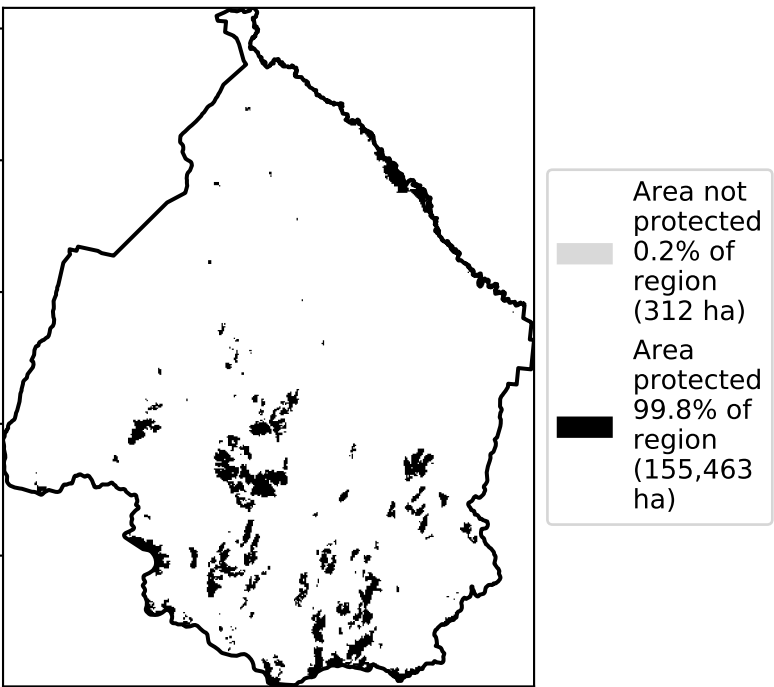 Area not
protected
0.2% of
region
(312 ha)
Area
protected
99.8% of
region
(155,463
ha)